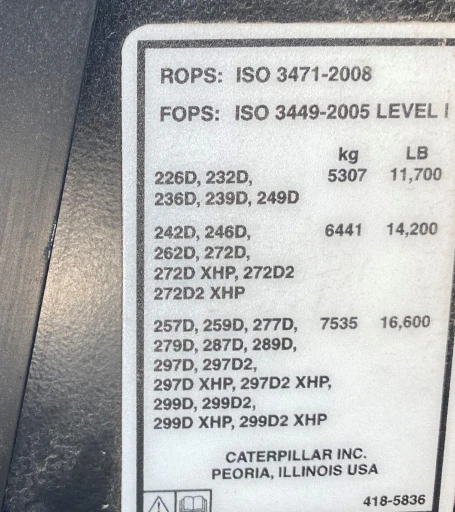 ROPS: ISO 3471-2008
FOPS: ISO 3449-2005 LEVEL I
kg LB
226D, 232D, 5307 11,700
236D, 239D, 249D
242D, 246D, 6441 14,200
262D, 272D,
272D XHP, 272D2
272D2 XHP
257D, 259D, 277D, 7535 16,600
279D, 287D, 289D,
297D, 297D2,
297D XHP, 297D2 XHP,
299D, 299D2,
299D XHP, 299D2 XHP
CATERPILLAR INC.
PEORIA, ILLINOIS USA
418-5836